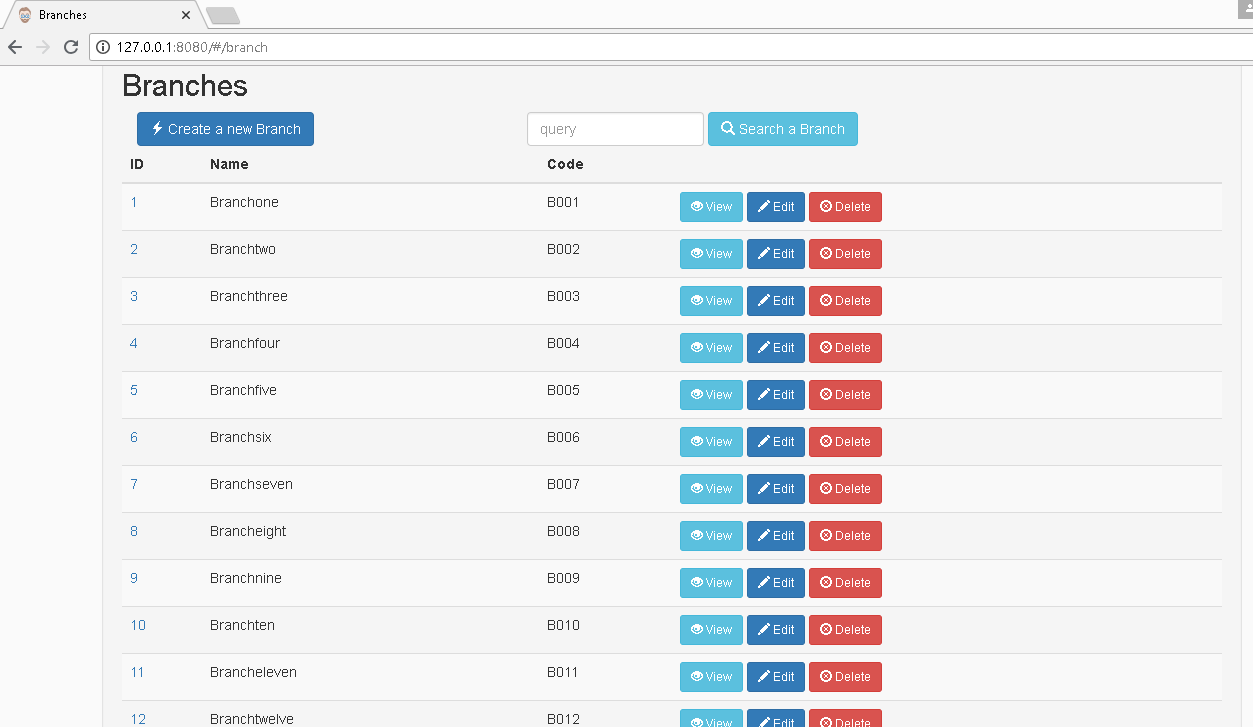 Branches
127.0.0.1:8080/#/branch
Branches
Create a new Branch query Search a Branch
ID Name Code
1 Branchone B001 View Edit Delete
2 Branchtwo B002 View Edit Delete
3 Branchthree B003 View Edit Delete
4 Branchfour B004 View Edit Delete
5 Branchfive B005 View Edit Delete
6 Branchsix B006 View Edit Delete
7 Branchseven B007 View Edit Delete
8 Brancheight B008 View Edit Delete
9 Branchnine B009 View Edit Delete
10 Branchten B010 View Edit Delete
11 Brancheleven B011 View Edit Delete
12 Branchtwelve B012 View Edit Delete